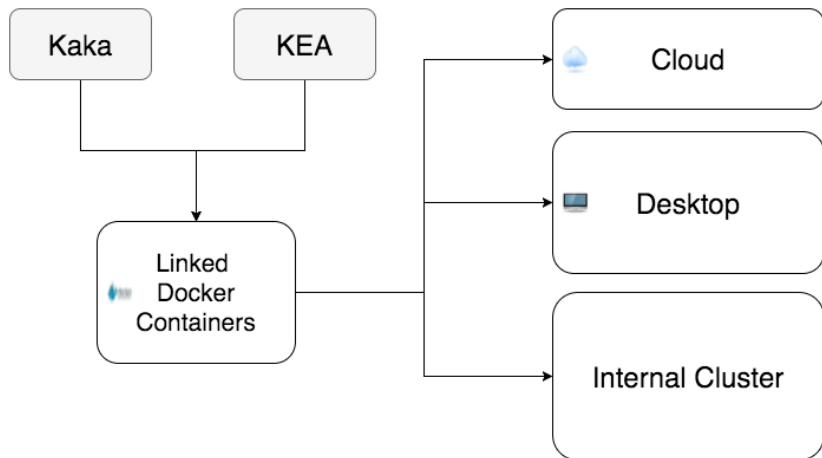 Kaka
KEA
Cloud
Desktop
Linked
Docker
Containers
Internal Cluster